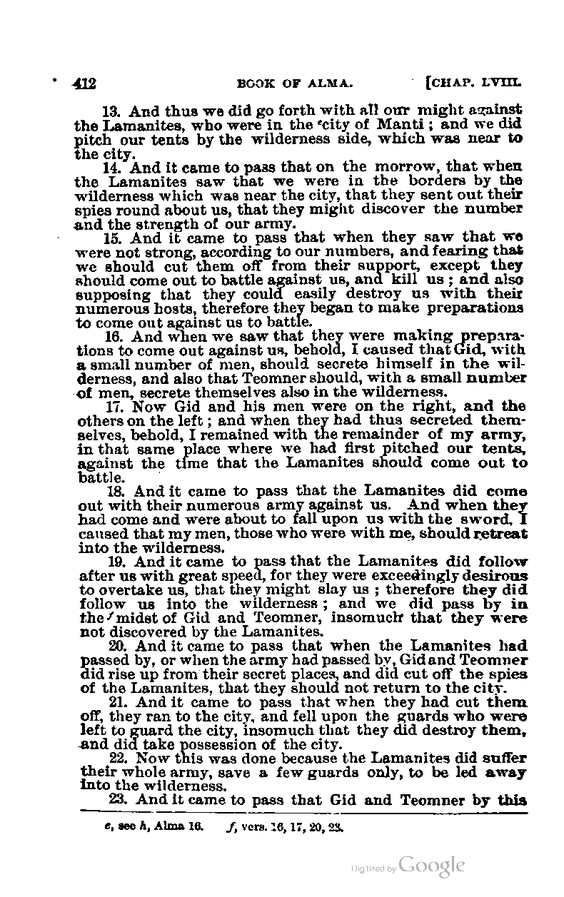 412 BOOK OF ALMA. [CHAP. LVIII.
13. And thus we did go forth with all our might against
the Lamanites, who were in the ᵉcity of Manti; and we did
pitch our tents by the wilderness side, which was near to
the city.
14. And it came to pass that on the morrow, that when
the Lamanites saw that we were in the borders by the
wilderness which was near the city, that they sent out their
spies round about us, that they might discover the number
and the strength of our army.
15. And it came to pass that when they saw that we
were not strong, according to our numbers, and fearing that
we should cut them off from their support, except they
should come out to battle against us, and kill us; and also
supposing that they could easily destroy us with their
numerous hosts, therefore they began to make preparations
to come out against us to battle.
16. And when we saw that they were making prepara-
tions to come out against us, behold, I caused that Gid, with
a small number of men, should secrete himself in the wil-
derness, and also that Teomner should, with a small number
of men, secrete themselves also in the wilderness.
17. Now Gid and his men were on the right, and the
others on the left; and when they had thus secreted them-
selves, behold, I remained with the remainder of my army,
in that same place where we had first pitched our tents,
against the time that the Lamanites should come out to
battle.
18. And it came to pass that the Lamanites did come
out with their numerous army against us. And when they
had come and were about to fall upon us with the sword, I
caused that my men, those who were with me, should retreat
into the wilderness.
19. And it came to pass that the Lamanites did follow
after us with great speed, for they were exceedingly desirous
to overtake us, that they might slay us; therefore they did
follow us into the wilderness; and we did pass by in
the ᶠmidst of Gid and Teomner, insomuch that they were
not discovered by the Lamanites.
20. And it came to pass that when the Lamanites had
passed by, or when the army had passed by, Gid and Teomner
did rise up from their secret places, and did cut off the spies
of the Lamanites, that they should not return to the city.
21. And it came to pass that when they had cut them
off, they ran to the city, and fell upon the guards who were
left to guard the city, insomuch that they did destroy them,
and did take possession of the city.
22. Now this was done because the Lamanites did suffer
their whole army, save a few guards only, to be led away
into the wilderness.
23. And it came to pass that Gid and Teomner by this
e, see h, Alma 16. f, vers. 16, 17, 20, 23.
Digitized by Google